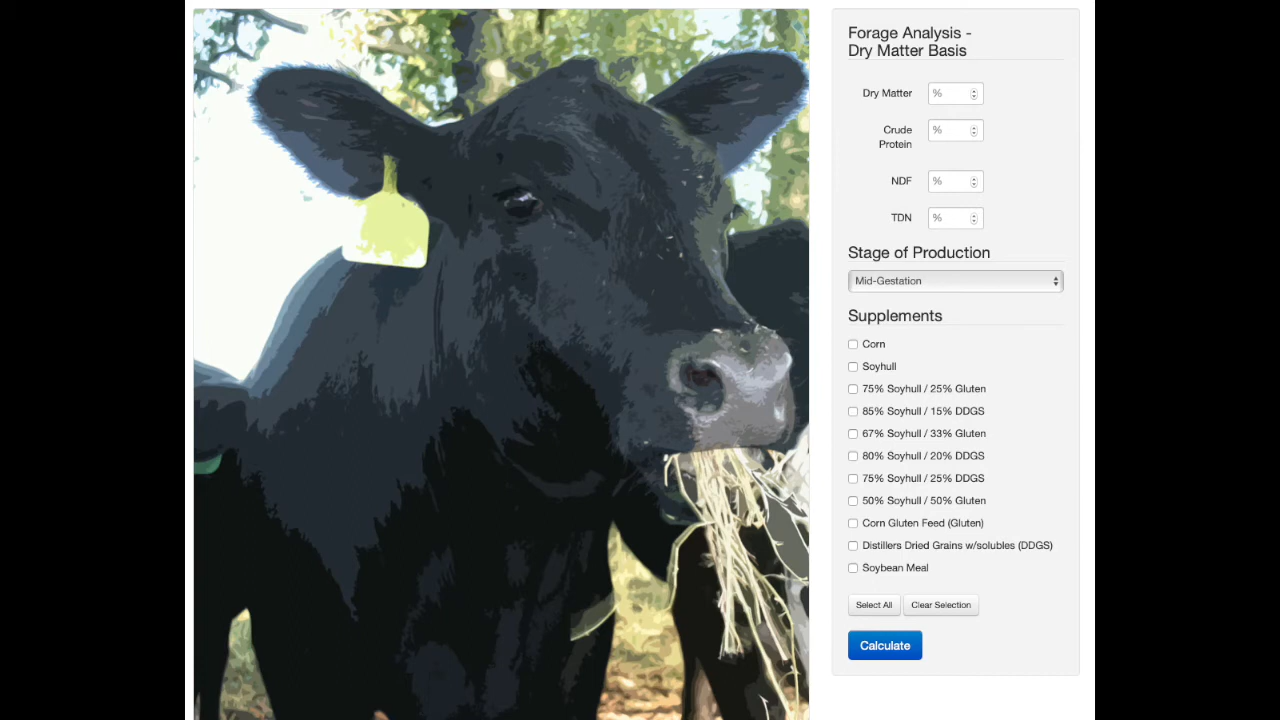 Forage Analysis -
Dry Matter Basis
Dry Matter
%
Crude
Protein
%
NDF
%
TDN
%
Stage of Production
Mid-Gestation
Supplements
Corn
Soyhull
75% Soyhull / 25% Gluten
85% Soyhull / 15% DDGS
67% Soyhull / 33% Gluten
80% Soyhull / 20% DDGS
75% Soyhull / 25% DDGS
50% Soyhull / 50% Gluten
Corn Gluten Feed (Gluten)
Distillers Dried Grains w/solubles (DDGS)
Soybean Meal
Select All
Clear Selection
Calculate